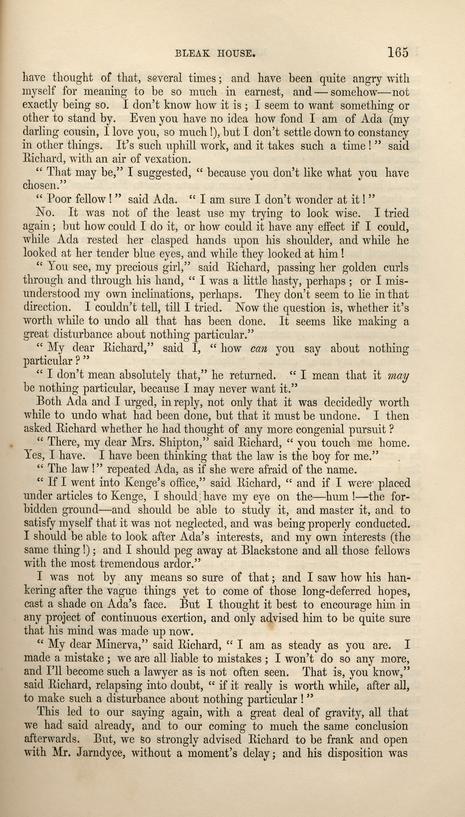 BLEAK HOUSE. 165
have thought of that, several times; and have been quite angry with
myself for meaning to be so much in earnest, and—somehow—not
exactly being so. I don't know how it is; I seem to want something or
other to stand by. Even you have no idea how fond I am of Ada (my
darling cousin, I love you, so much!), but I don't settle down to constancy
in other things. It's such uphill work, and it takes such a time!" said
Richard, with an air of vexation.
"That may be," I suggested, "because you don't like what you have
chosen."
"Poor fellow!" said Ada. "I am sure I don't wonder at it!"
No. It was not of the least use my trying to look wise. I tried
again; but how could I do it, or how could it have any effect if I could,
while Ada rested her clasped hands upon his shoulder, and while he
looked at her tender blue eyes, and while they looked at him!
"You see, my precious girl," said Richard, passing her golden curls
through and through his hand, "I was a little hasty, perhaps; or I mis-
understood my own inclinations, perhaps. They don't seem to lie in that
direction. I couldn't tell, till I tried. Now the question is, whether it's
worth while to undo all that has been done. It seems like making a
great disturbance about nothing particular."
"My dear Richard," said I, "how can you say about nothing
particular?"
"I don't mean absolutely that," he returned. "I mean that it may
be nothing particular, because I may never want it."
Both Ada and I urged, in reply, not only that it was decidedly worth
while to undo what had been done, but that it must be undone. I then
asked Richard whether he had thought of any more congenial pursuit?
"There, my dear Mrs. Shipton," said Richard, "you touch me home.
Yes, I have. I have been thinking that the law is the boy for me."
"The law!" repeated Ada, as if she were afraid of the name.
"If I went into Kenge's office," said Richard, "and if I were placed
under articles to Kenge, I should have my eye on the—hum!—the for-
bidden ground—and should be able to study it, and master it, and to
satisfy myself that it was not neglected, and was being properly conducted.
I should be able to look after Ada's interests, and my own interests (the
same thing!); and I should peg away at Blackstone and all those fellows
with the most tremendous ardor."
I was not by any means so sure of that; and I saw how his han-
kering after the vague things yet to come of those long-deferred hopes,
cast a shade on Ada's face. But I thought it best to encourage him in
any project of continuous exertion, and only advised him to be quite sure
that his mind was made up now.
"My dear Minerva," said Richard, "I am as steady as you are. I
made a mistake; we are all liable to mistakes; I won't do so any more,
and I'll become such a lawyer as is not often seen. That is, you know,"
said Richard, relapsing into doubt, "if it really is worth while, after all,
to make such a disturbance about nothing particular!"
This led to our saying again, with a great deal of gravity, all that
we had said already, and to our coming to much the same conclusion
afterwards. But, we so strongly advised Richard to be frank and open
with Mr. Jarndyce, without a moment's delay; and his disposition was